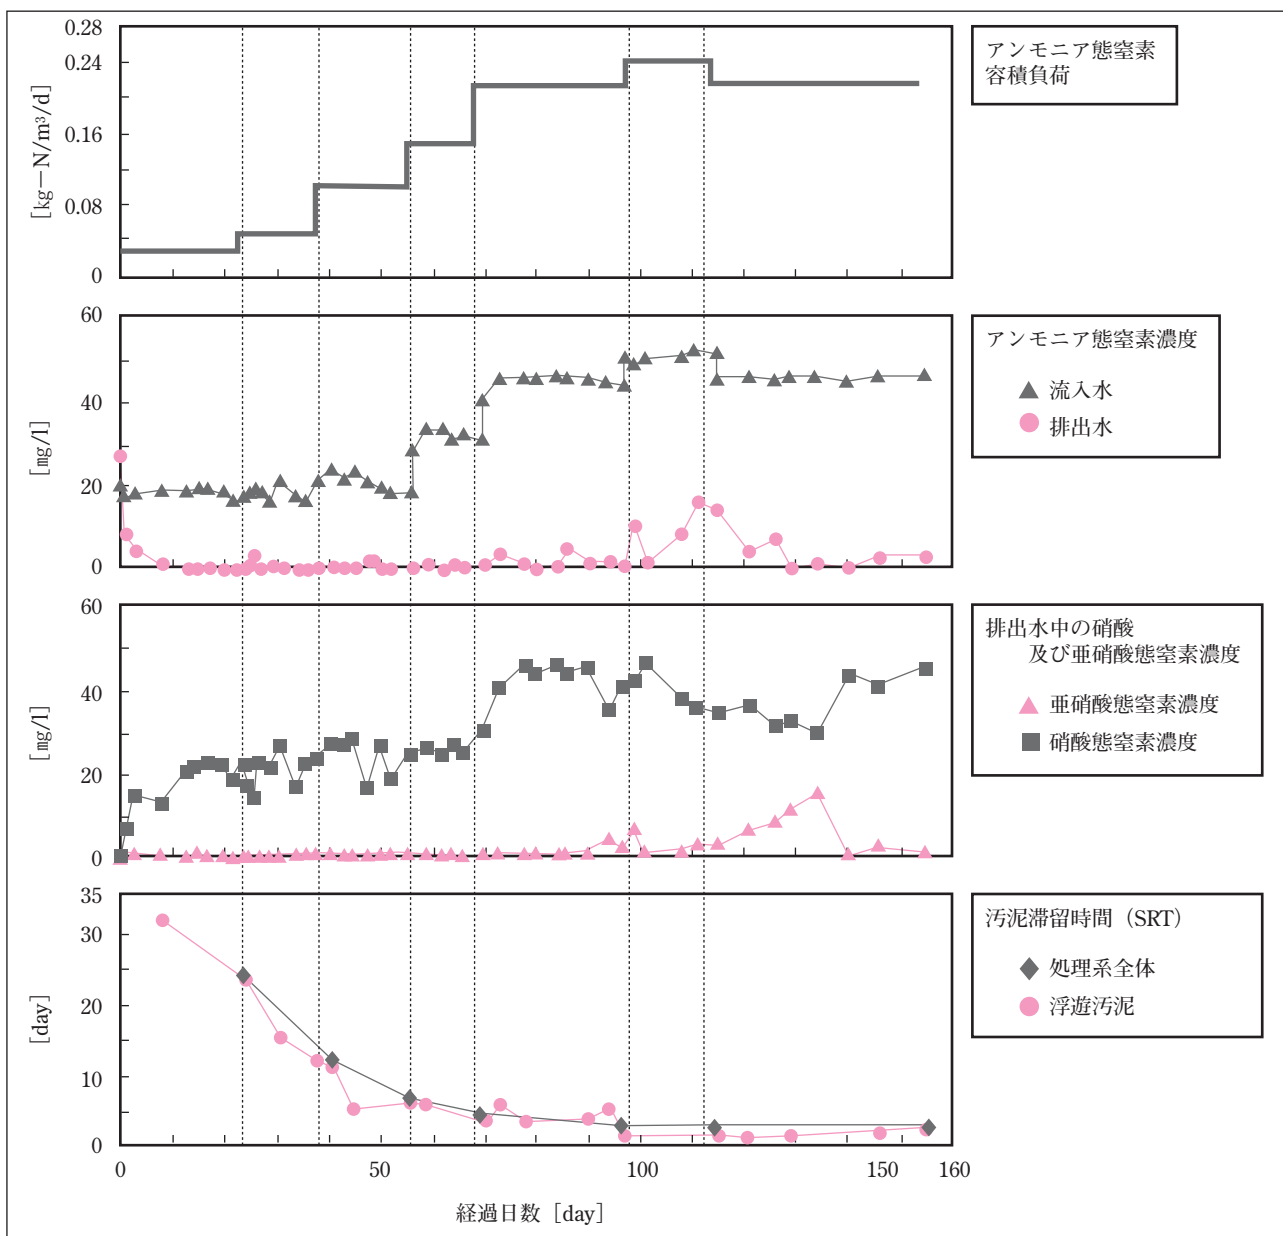 0.28
0.24
0.16
0.08
0
[kg−N/m³/d]
アンモニア態窒素
容積負荷
60
40
20
0
[mg/l]
アンモニア態窒素濃度
流入水
排出水
60
40
20
0
[mg/l]
排出水中の硝酸
及び亜硝酸態窒素濃度
亜硝酸態窒素濃度
硝酸態窒素濃度
35
30
20
10
0
[day]
汚泥滞留時間（SRT）
処理系全体
浮遊汚泥
0 50 100 150 160
経過日数［day］